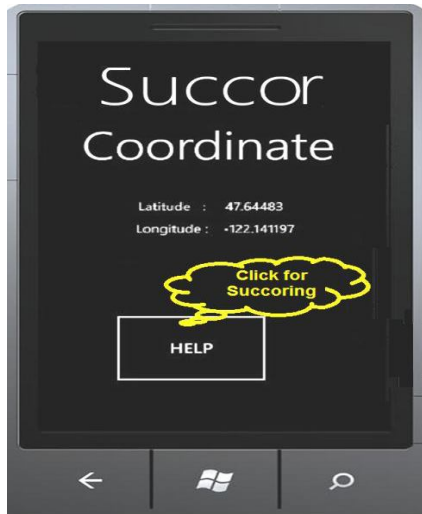 Succor
Coordinate
Latitude : 47.64483
Longitude : -122.141197
Click for
Succoring
HELP